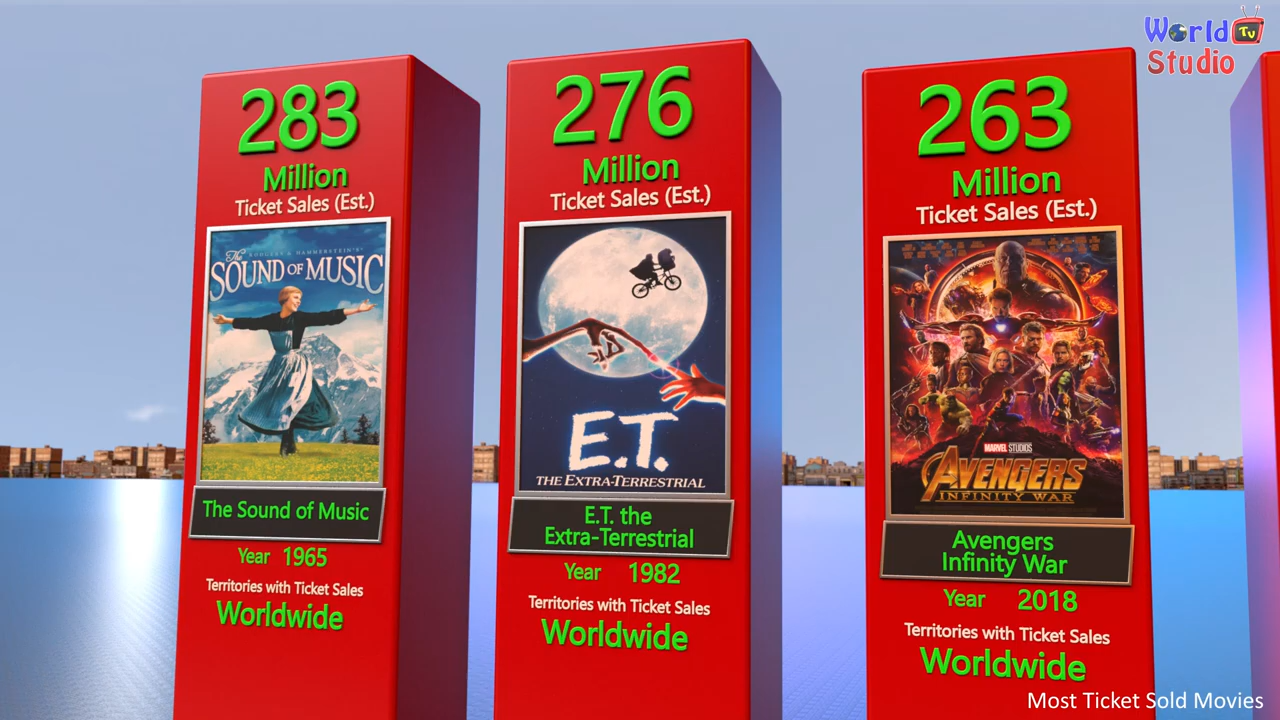 World Tv
Studio
283
Million
Ticket Sales (Est.)
The RODGERS & HAMMERSTEIN'S
SOUND OF MUSIC
The Sound of Music
Year 1965
Territories with Ticket Sales
Worldwide
276
Million
Ticket Sales (Est.)
E.T.
THE EXTRA-TERRESTRIAL
E.T. the
Extra-Terrestrial
Year 1982
Territories with Ticket Sales
Worldwide
263
Million
Ticket Sales (Est.)
MARVEL STUDIOS
AVENGERS
INFINITY WAR
Avengers
Infinity War
Year 2018
Territories with Ticket Sales
Worldwide
Most Ticket Sold Movies